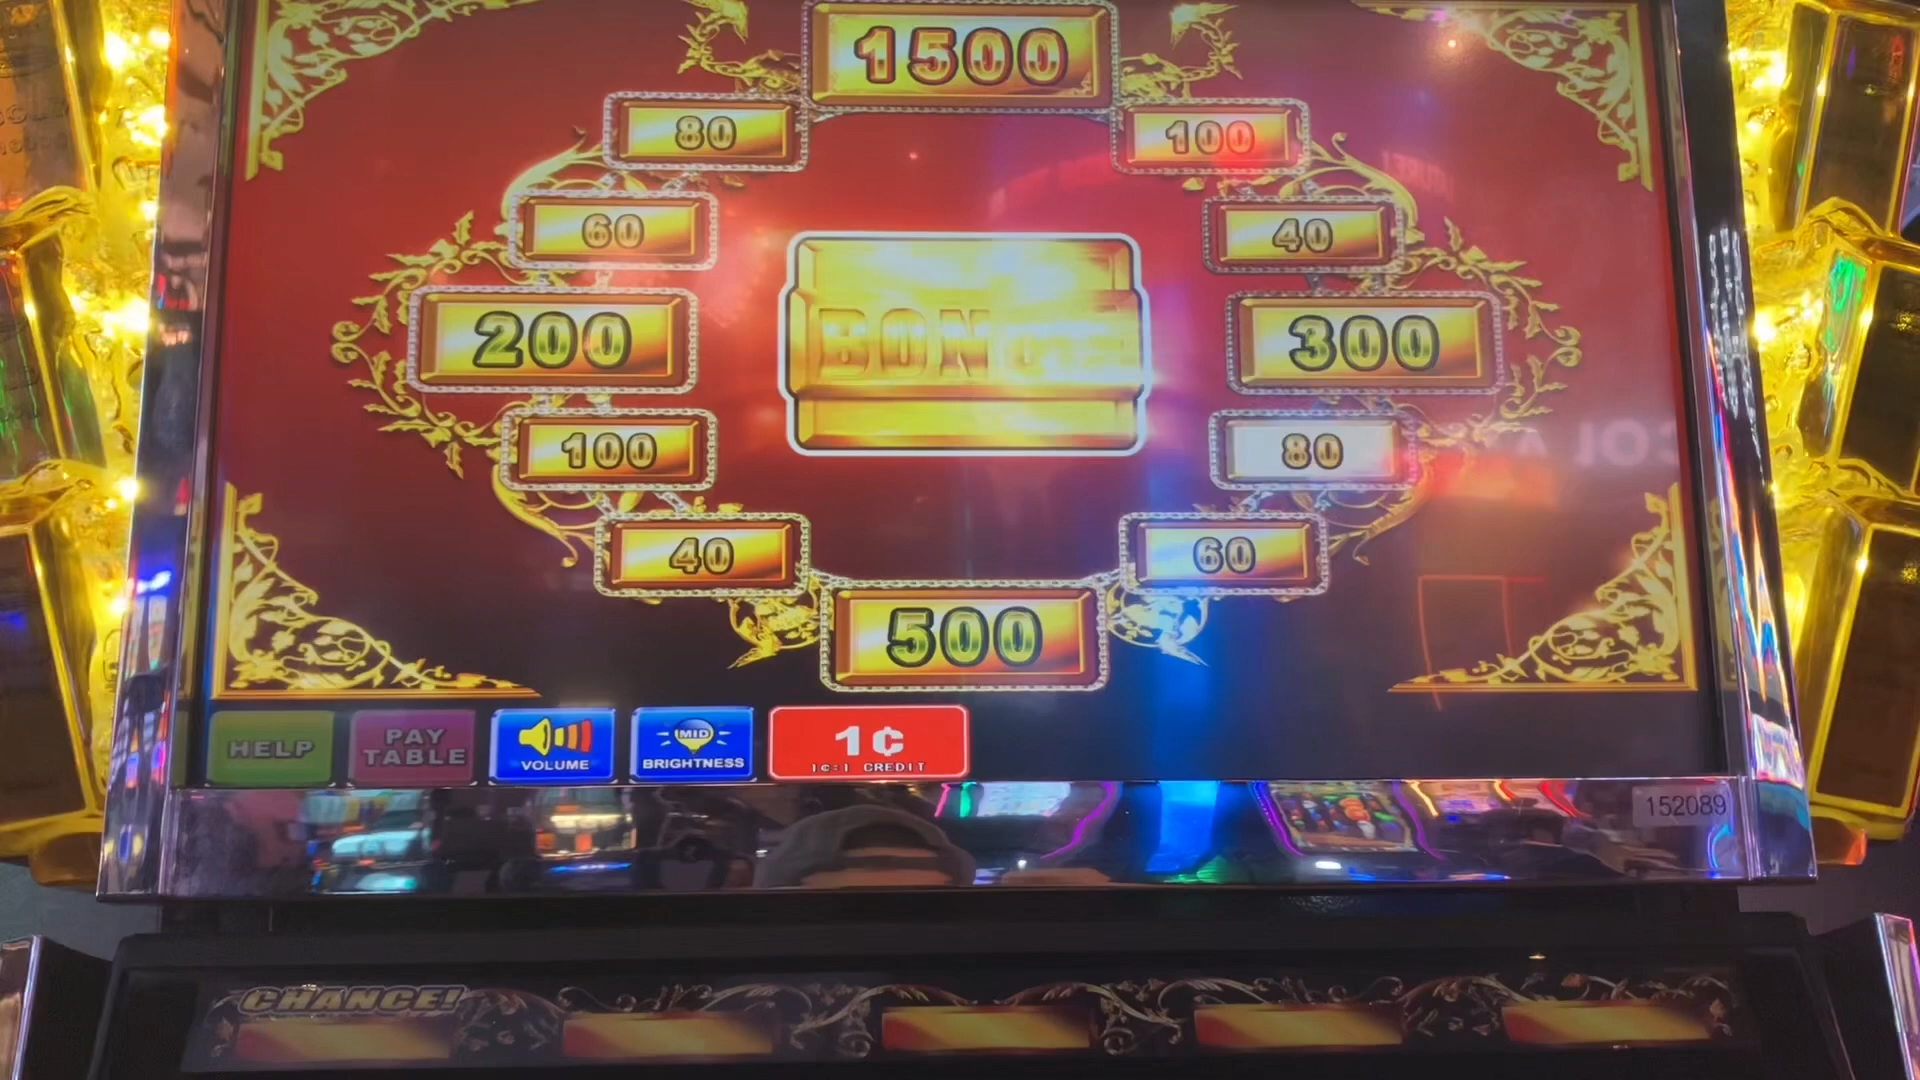 1500
80
100
60
40
BONUS
200
300
100
80
40
60
500
HELP
PAY
TABLE
VOLUME
MID
BRIGHTNESS
1¢
1¢=1 CREDIT
152089
CHANCE!